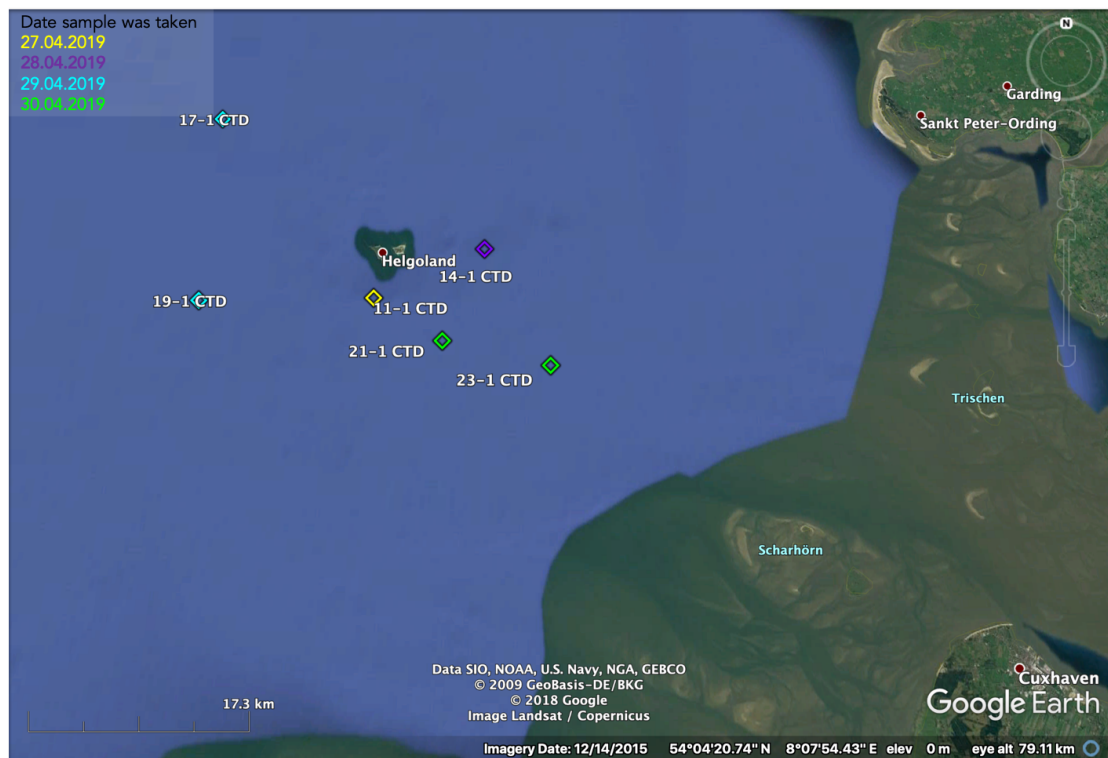 Date sample was taken
27.04.2019
28.04.2019
29.04.2019
30.04.2019
N
Garding
17-1 CTD
Sankt Peter-Ording
Helgoland
14-1 CTD
19-1 CTD
11-1 CTD
21-1 CTD
23-1 CTD
Trischen
Scharhörn
Data SIO, NOAA, U.S. Navy, NGA, GEBCO
© 2009 GeoBasis-DE/BKG
© 2018 Google
Image Landsat / Copernicus
Cuxhaven
17.3 km
Google Earth
Imagery Date: 12/14/2015 54°04'20.74" N 8°07'54.43" E elev 0 m eye alt 79.11 km